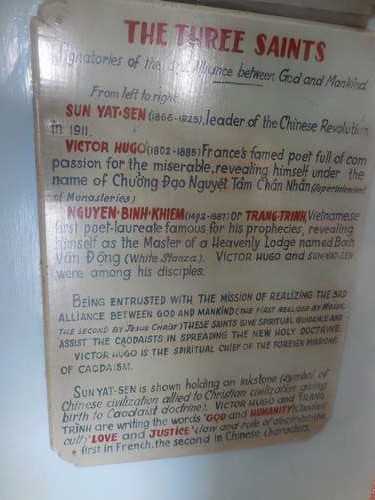 THE THREE SAINTS
Signatories of the 3rd Alliance between God and Mankind
From left to right
SUN YAT-SEN (1866-1925), leader of the Chinese Revolution
in 1911.
VICTOR HUGO (1802-1885) France's famed poet full of com
passion for the miserable, revealing himself under the
name of Chưởng Đạo Nguyệt Tâm Chân Nhân (Superintendent
of Monasteries)
NGUYEN-BINH-KHIEM (1492-1587) or TRANG-TRINH, Vietnamese
first poet-laureate famous for his prophecies, revealing
himself as the Master of a Heavenly Lodge named Bach
Vân Động (White Stanza). VICTOR HUGO and SUN-YAT-SEN
were among his disciples.
BEING ENTRUSTED WITH THE MISSION OF REALIZING THE 3RD
ALLIANCE BETWEEN GOD AND MANKIND (THE FIRST REALIZED BY MOSES,
THE SECOND BY JESUS CHRIST) THESE SAINTS GIVE SPIRITUAL GUIDANCE AND
ASSIST THE CAODAISTS IN SPREADING THE NEW HOLY DOCTRINE.
VICTOR HUGO IS THE SPIRITUAL CHIEF OF THE FOREIGN MISSIONS
OF CAODAISM.
SUN YAT-SEN is shown holding an inkstone (symbol of
Chinese civilization allied to Christian civilization giving
birth to Caodaist doctrine). VICTOR HUGO and TRANG
TRÌNH are writing the words "GOD and HUMANITY
"LOVE and JUSTICE" (law and rule of
first in French, the second in Chinese characters.